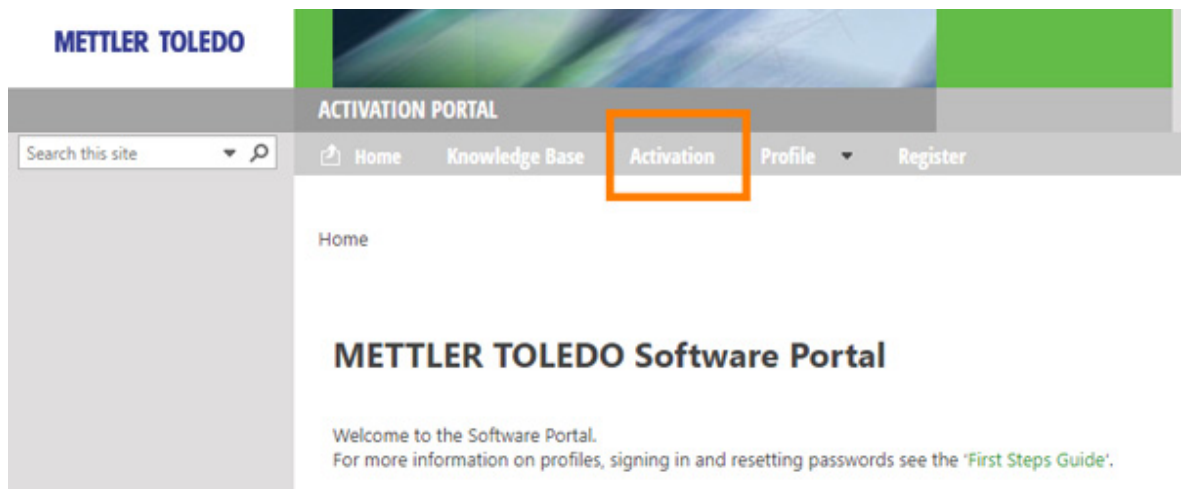 METTLER TOLEDO
ACTIVATION PORTAL
Search this site
Home Knowledge Base Activation Profile Register
Home
METTLER TOLEDO Software Portal
Welcome to the Software Portal.
For more information on profiles, signing in and resetting passwords see the 'First Steps Guide'.